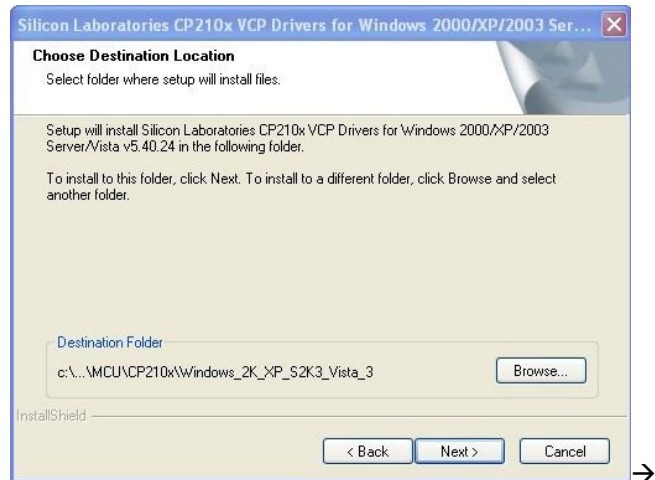 Silicon Laboratories CP210x VCP Drivers for Windows 2000/XP/2003 Ser...
Choose Destination Location
Select folder where setup will install files.
Setup will install Silicon Laboratories CP210x VCP Drivers for Windows 2000/XP/2003
Server/Vista v5.40.24 in the following folder.
To install to this folder, click Next. To install to a different folder, click Browse and select
another folder.
Destination Folder
c:\...\MCU\CP210x\Windows_2K_XP_S2K3_Vista_3
Browse...
InstallShield
< Back
Next >
Cancel
→